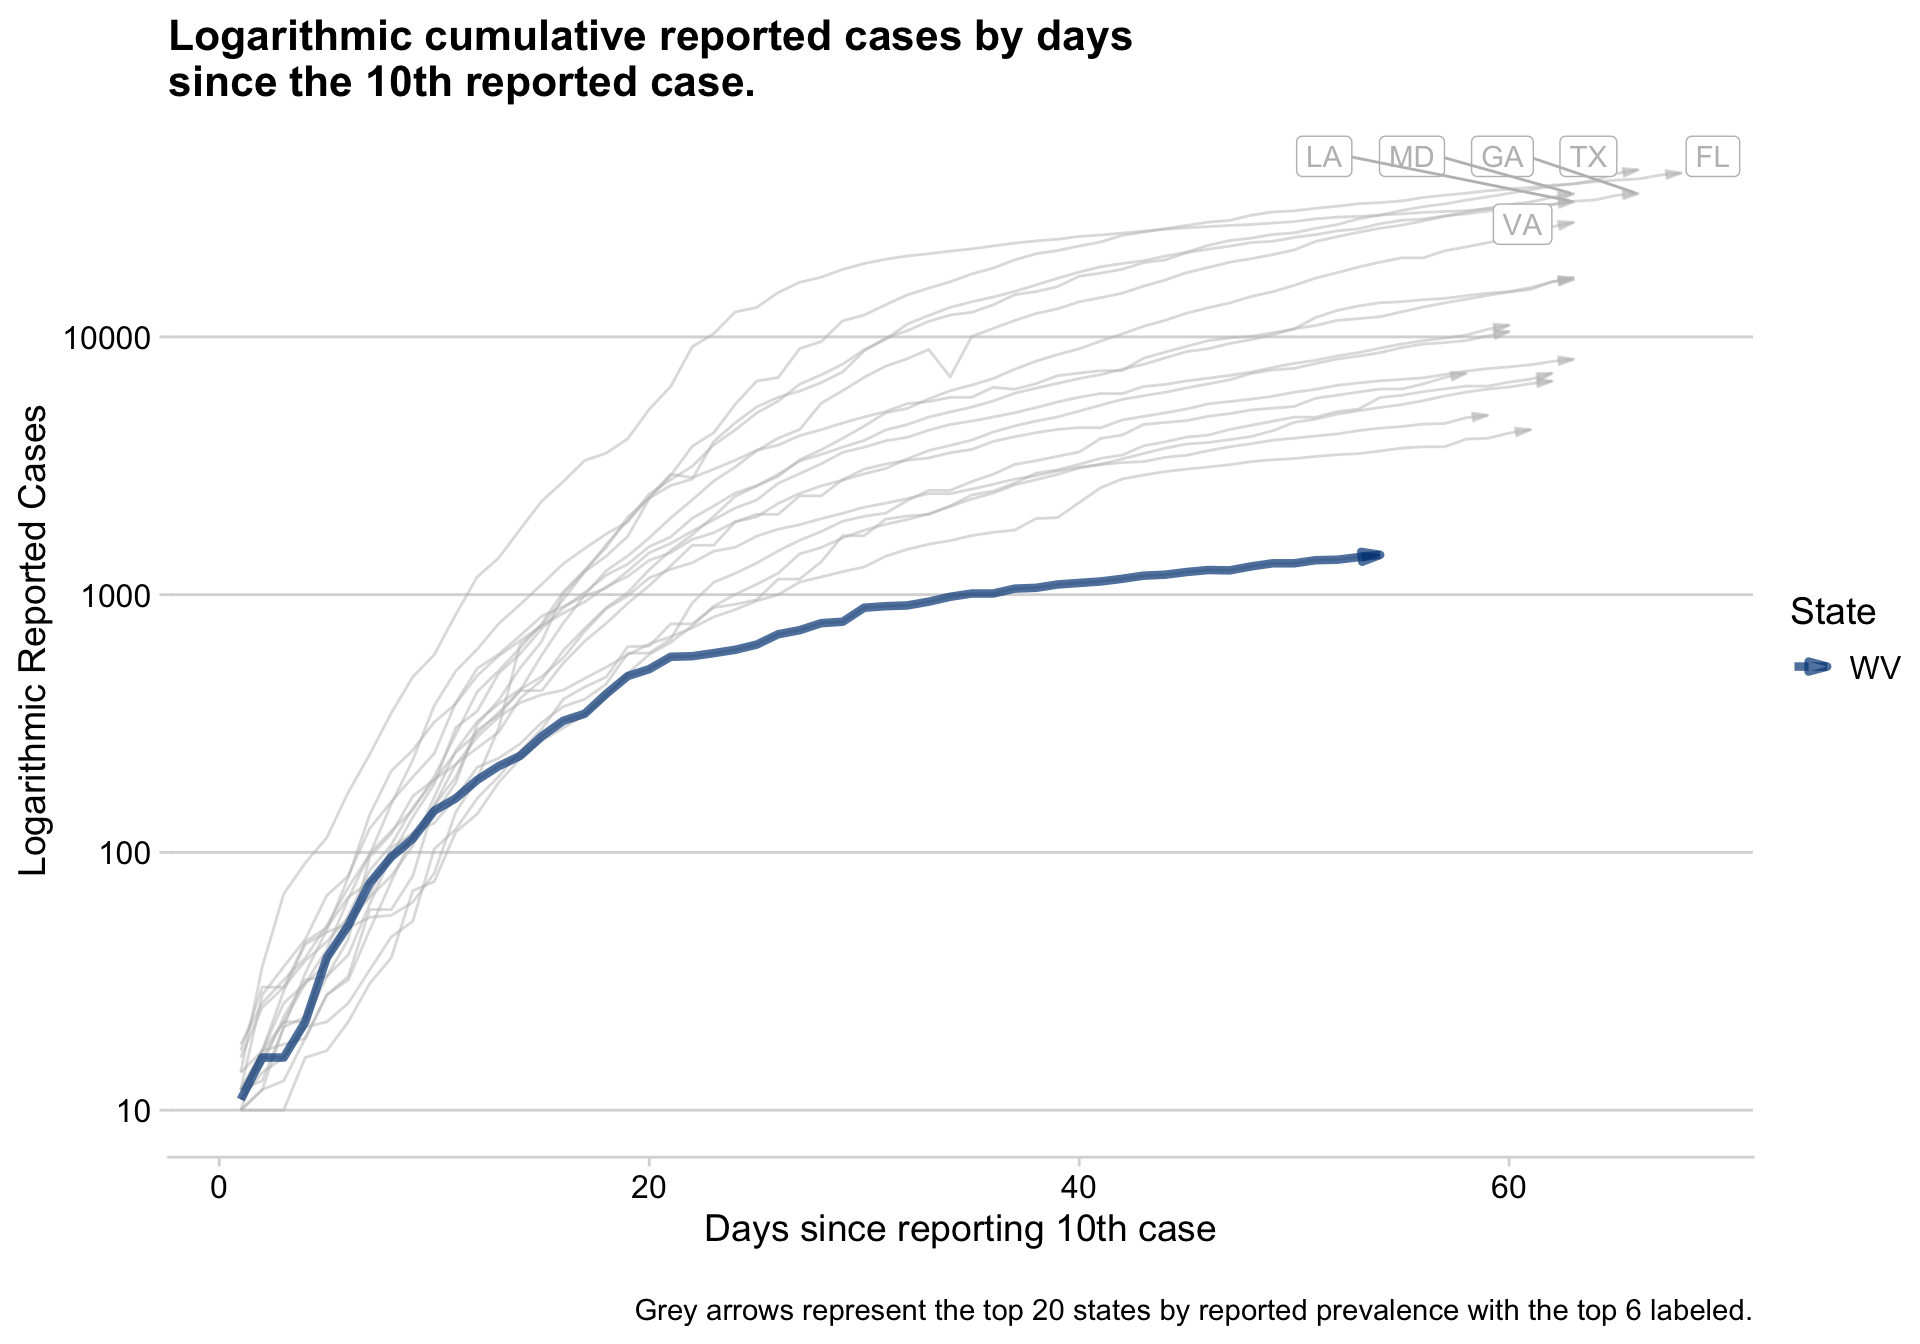 Logarithmic cumulative reported cases by days
since the 10th reported case.
LA MD GA TX FL
VA
10000
1000
100
10
Logarithmic Reported Cases
State
WV
0 20 40 60
Days since reporting 10th case
Grey arrows represent the top 20 states by reported prevalence with the top 6 labeled.